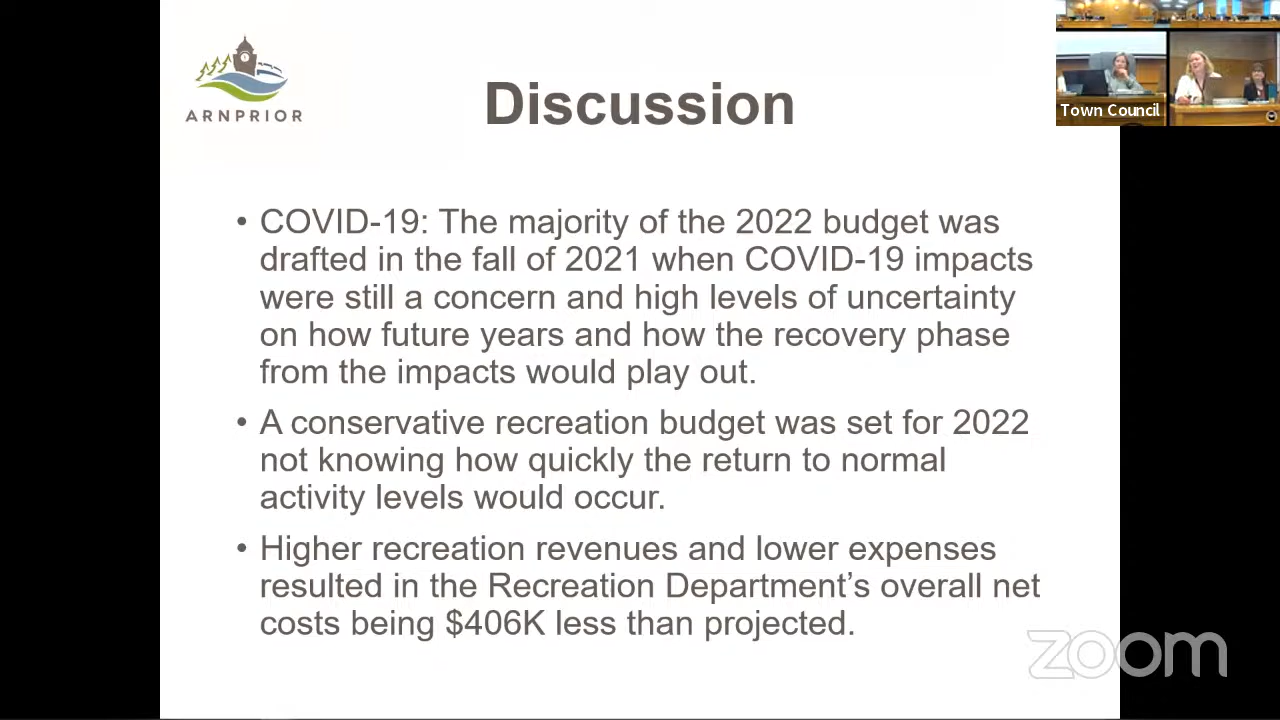 ARNPRIOR
Discussion
Town Council
• COVID-19: The majority of the 2022 budget was
drafted in the fall of 2021 when COVID-19 impacts
were still a concern and high levels of uncertainty
on how future years and how the recovery phase
from the impacts would play out.
• A conservative recreation budget was set for 2022
not knowing how quickly the return to normal
activity levels would occur.
• Higher recreation revenues and lower expenses
resulted in the Recreation Department’s overall net
costs being $406K less than projected.
zoom